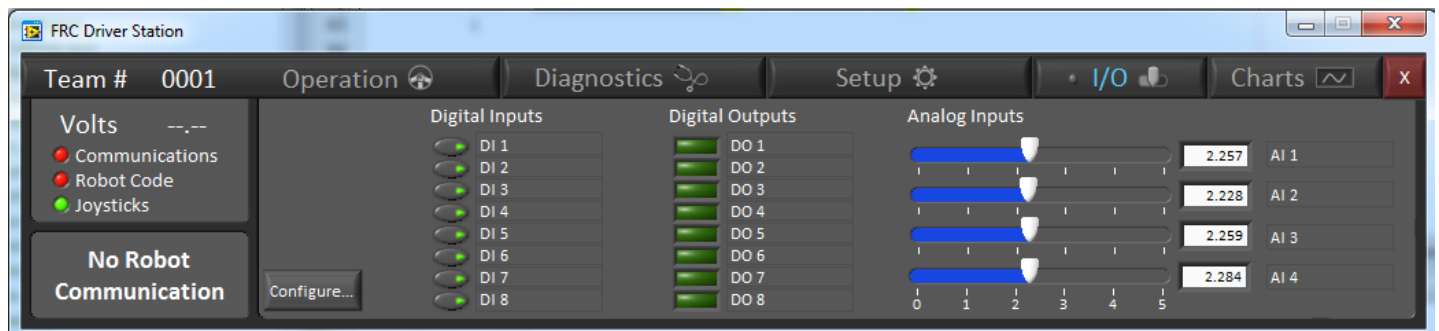 FRC Driver Station
Team # 0001 Operation Diagnostics Setup I/O Charts X
Volts --.--
Communications
Robot Code
Joysticks
No Robot
Communication
Configure...
Digital Inputs
DI 1
DI 2
DI 3
DI 4
DI 5
DI 6
DI 7
DI 8
Digital Outputs
DO 1
DO 2
DO 3
DO 4
DO 5
DO 6
DO 7
DO 8
Analog Inputs
2.257 AI 1
2.228 AI 2
2.259 AI 3
2.284 AI 4
0 1 2 3 4 5